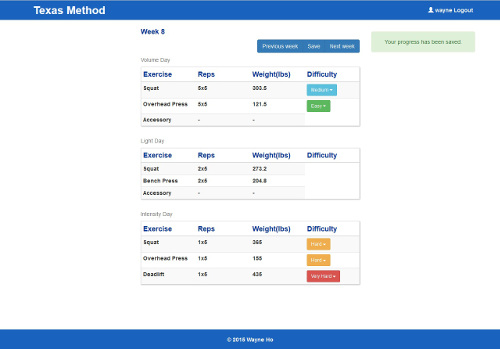 Texas Method
wayne Logout
Week 8
Previous week Save Next week
Your progress has been saved.
Volume Day
Exercise Reps Weight(lbs) Difficulty
Squat 5x5 303.5 Medium
Overhead Press 5x5 121.5 Easy
Accessory - -
Light Day
Exercise Reps Weight(lbs) Difficulty
Squat 2x5 273.2
Bench Press 2x5 204.8
Accessory - -
Intensity Day
Exercise Reps Weight(lbs) Difficulty
Squat 1x5 365 Hard
Overhead Press 1x5 155 Hard
Deadlift 1x5 435 Very Hard
© 2015 Wayne Ho